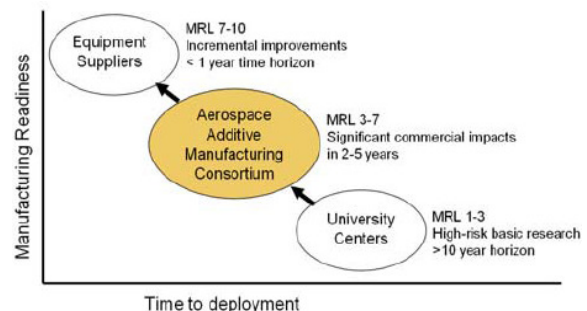 Manufacturing Readiness
Equipment
Suppliers
MRL 7-10
Incremental improvements
< 1 year time horizon
Aerospace
Additive
Manufacturing
Consortium
MRL 3-7
Significant commercial impacts
in 2-5 years
University
Centers
MRL 1-3
High-risk basic research
>10 year horizon
Time to deployment